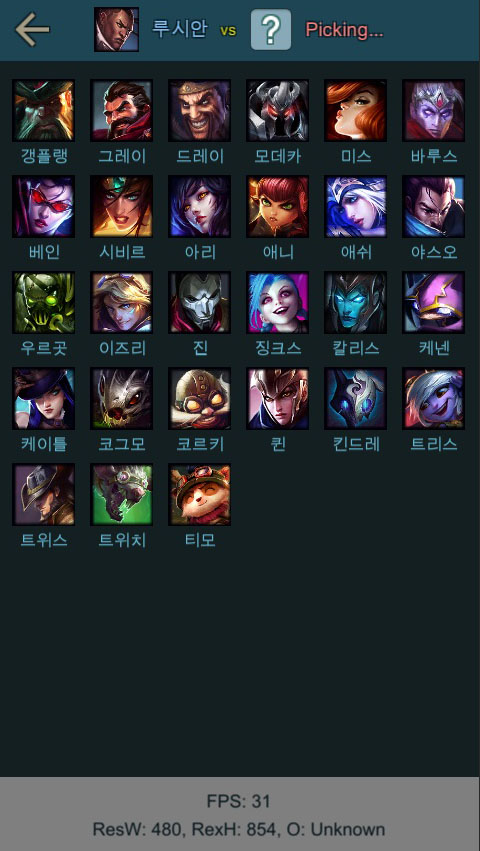 루시안 vs ? Picking...
갱플랭 그레이 드레이 모데카 미스 바루스
베인 시비르 아리 애니 애쉬 야스오
우르곳 이즈리 진 징크스 칼리스 케넨
케이틀 코그모 코르키 퀸 킨드레 트리스
트위스 트위치 티모
FPS: 31
ResW: 480, RexH: 854, O: Unknown